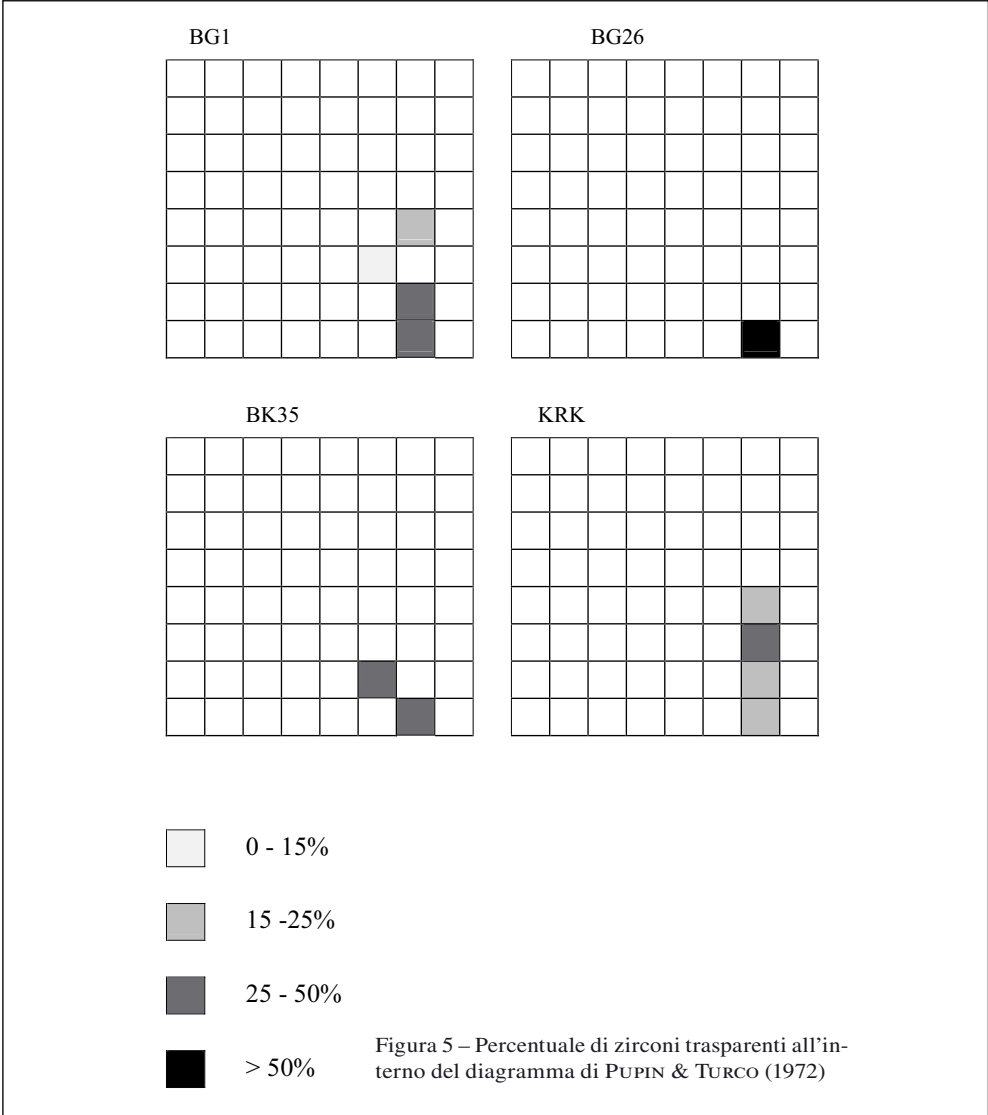 BG1
BG26
BK35
KRK
0 - 15%
15 -25%
25 - 50%
> 50%
Figura 5 – Percentuale di zirconi trasparenti all'in-
terno del diagramma di PUPIN & TURCO (1972)